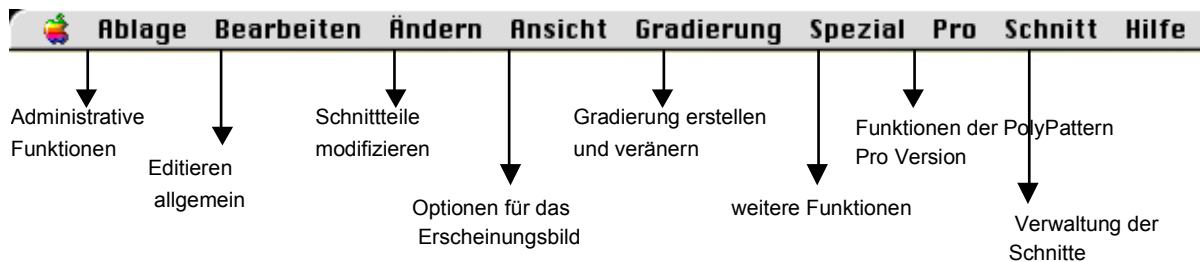 Ablage Bearbeiten Ändern Ansicht Gradierung Spezial Pro Schnitt Hilfe
Administrative
Funktionen
Editieren
allgemein
Schnittteile
modifizieren
Optionen für das
Erscheinungsbild
Gradierung erstellen
und veränern
weitere Funktionen
Funktionen der PolyPattern
Pro Version
Verwaltung der
Schnitte